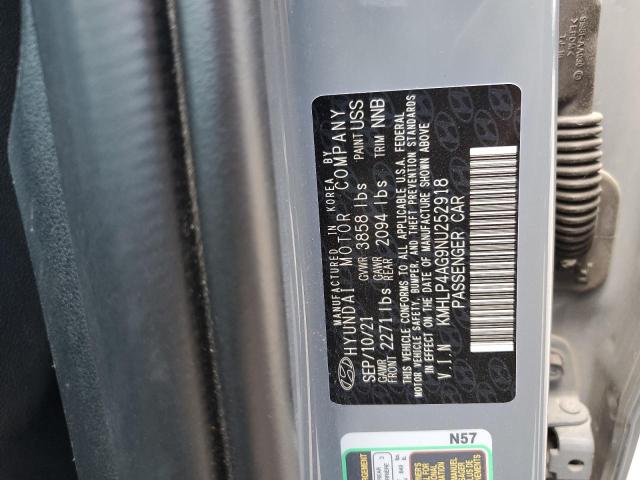 MANUFACTURED IN KOREA BY
HYUNDAI MOTOR COMPANY
SEP/10/21 GVWR 3858 lbs PAINT USS
GAWR FRONT 2271 lbs GAWR REAR 2094 lbs TRIM NNB
THIS VEHICLE CONFORMS TO ALL APPLICABLE U.S.A. FEDERAL
MOTOR VEHICLE SAFETY, BUMPER, AND THEFT PREVENTION STANDARDS
IN EFFECT ON THE DATE OF MANUFACTURE SHOWN ABOVE
V.I.N KMHLP4AG9NU252918
PASSENGER CAR
N57